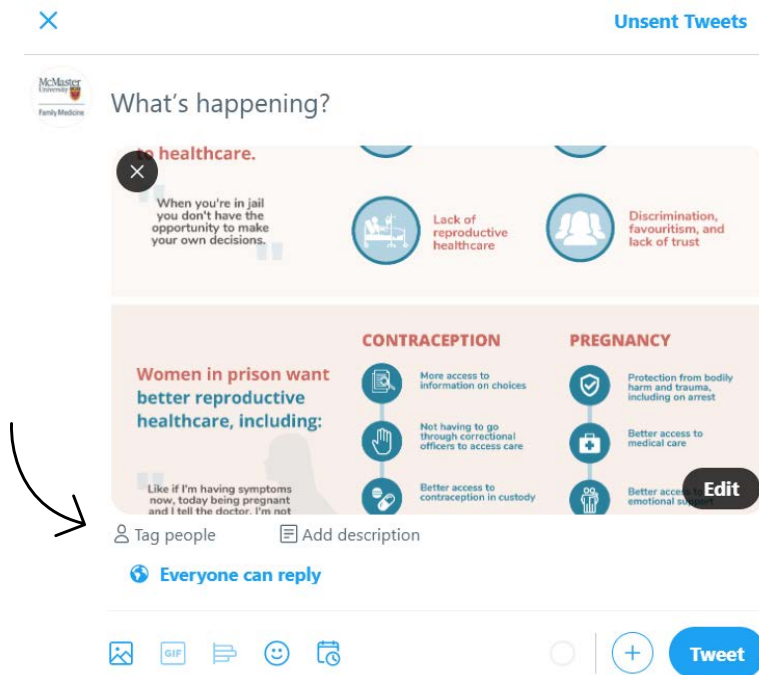 Unsent Tweets
McMaster
University
Family Medicine
What's happening?
to healthcare.
When you're in jail
you don't have the
opportunity to make
your own decisions.
Lack of
reproductive
healthcare
Discrimination,
favouritism, and
lack of trust
Women in prison want
better reproductive
healthcare, including:
Like if I'm having symptoms
now, today being pregnant
and I tell the doctor, I'm not
CONTRACEPTION
More access to
information on choices
Not having to go
through correctional
officers to access care
Better access to
contraception in custody
PREGNANCY
Protection from bodily
harm and trauma,
including on arrest
Better access to
medical care
Better access to
emotional support
Edit
Tag people
Add description
Everyone can reply
GIF
Tweet